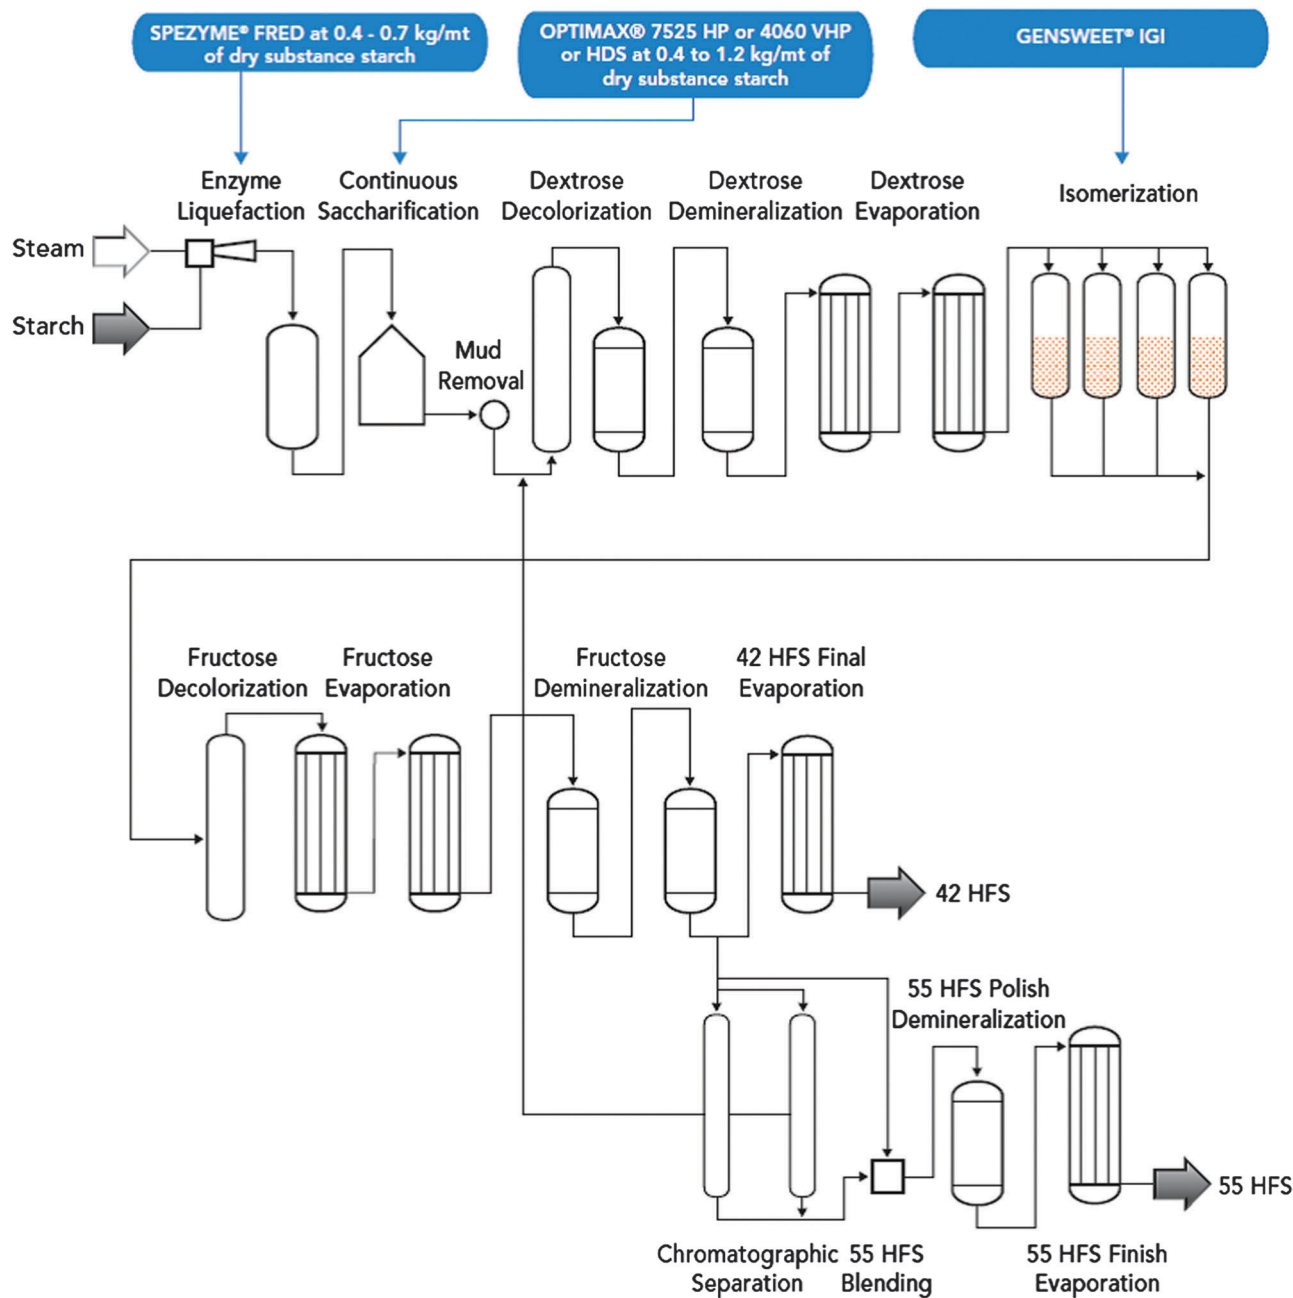 SPEZYME® FRED at 0.4 - 0.7 kg/mt
of dry substance starch
OPTIMAX® 7525 HP or 4060 VHP
or HDS at 0.4 to 1.2 kg/mt of
dry substance starch
GENSWEET® IGI
Enzyme
Liquefaction
Continuous
Saccharification
Dextrose
Decolorization
Dextrose
Demineralization
Dextrose
Evaporation
Isomerization
Steam
Starch
Mud
Removal
Fructose
Decolorization
Fructose
Evaporation
Fructose
Demineralization
42 HFS Final
Evaporation
42 HFS
55 HFS Polish
Demineralization
55 HFS
Chromatographic
Separation
55 HFS
Blending
55 HFS Finish
Evaporation